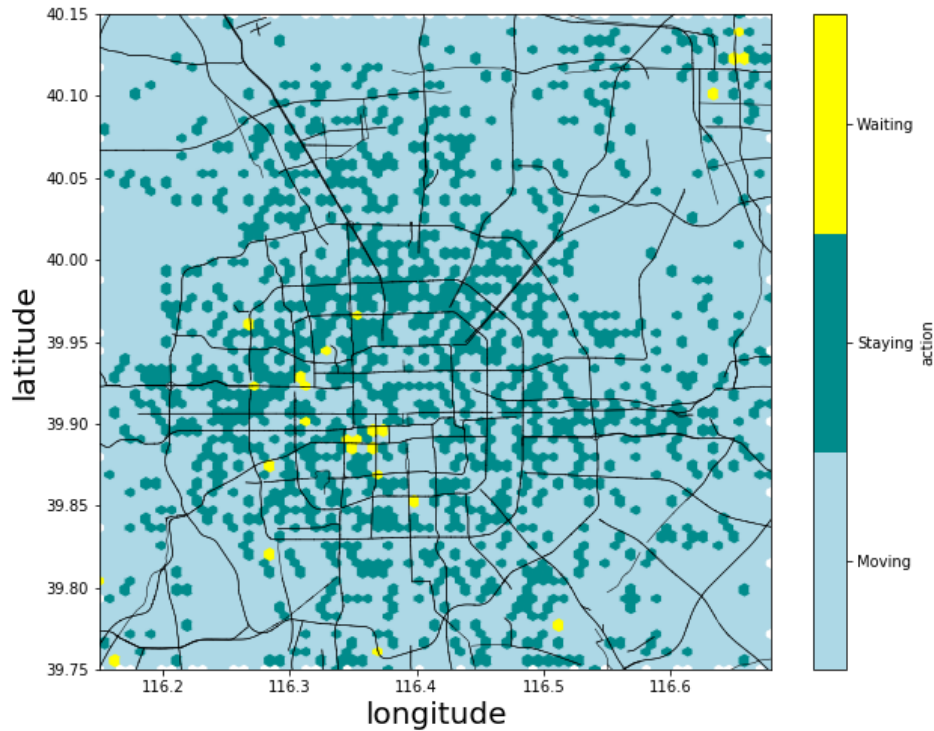 40.15
40.10
40.05
40.00
39.95
39.90
39.85
39.80
39.75
latitude
116.2 116.3 116.4 116.5 116.6
longitude
Waiting
Staying
Moving
action